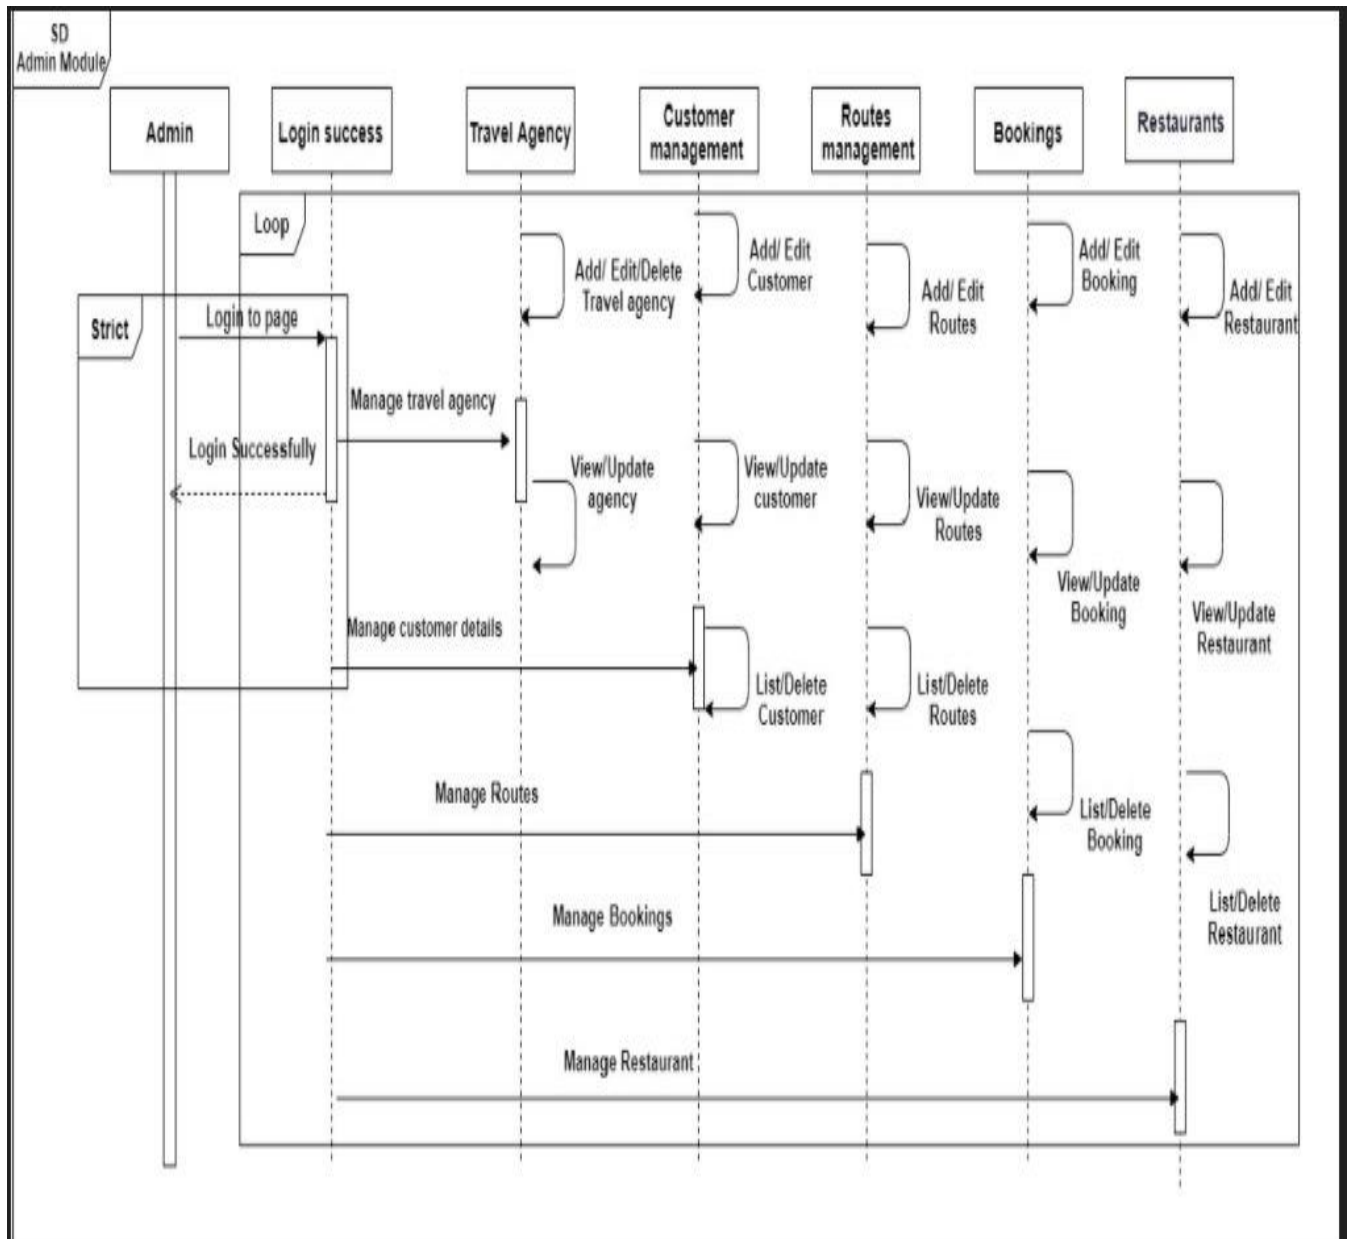 SD
Admin Module
Admin
Login success
Travel Agency
Customer
management
Routes
management
Bookings
Restaurants
Loop
Add/ Edit/Delete
Travel agency
Add/ Edit
Customer
Add/ Edit
Routes
Add/ Edit
Booking
Add/ Edit
Restaurant
Strict
Login to page
Manage travel agency
Login Successfully
View/Update
agency
View/Update
customer
View/Update
Routes
View/Update
Booking
View/Update
Restaurant
Manage customer details
List/Delete
Customer
List/Delete
Routes
Manage Routes
List/Delete
Booking
List/Delete
Restaurant
Manage Bookings
Manage Restaurant